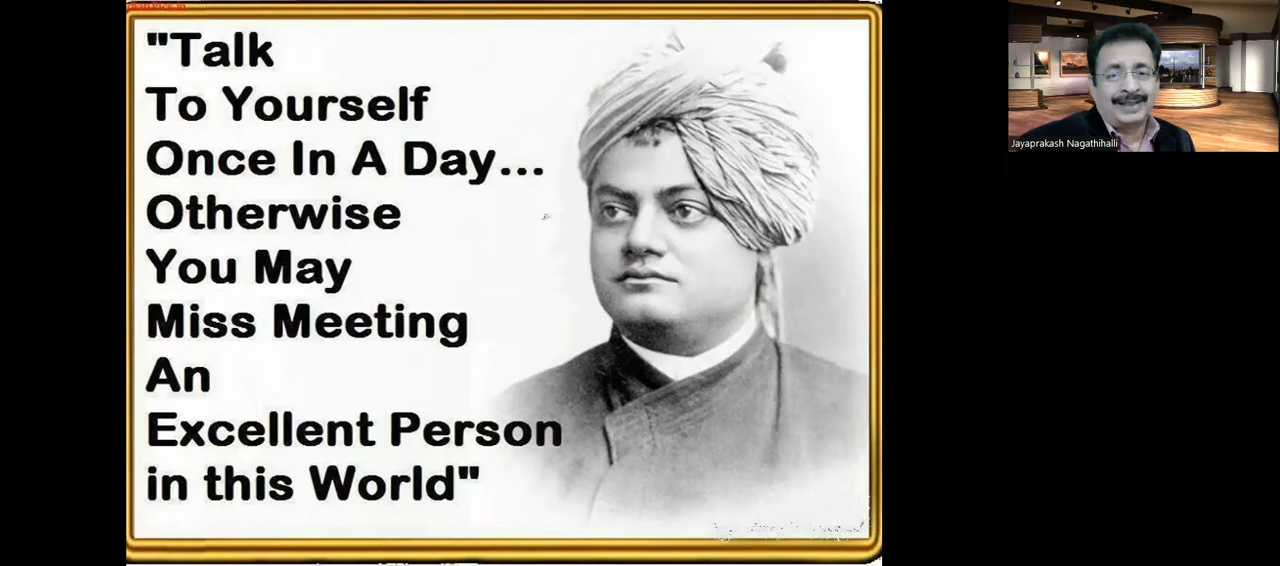 "Talk
To Yourself
Once In A Day...
Otherwise
You May
Miss Meeting
An
Excellent Person
in this World"
Jayaprakash Nagathihalli